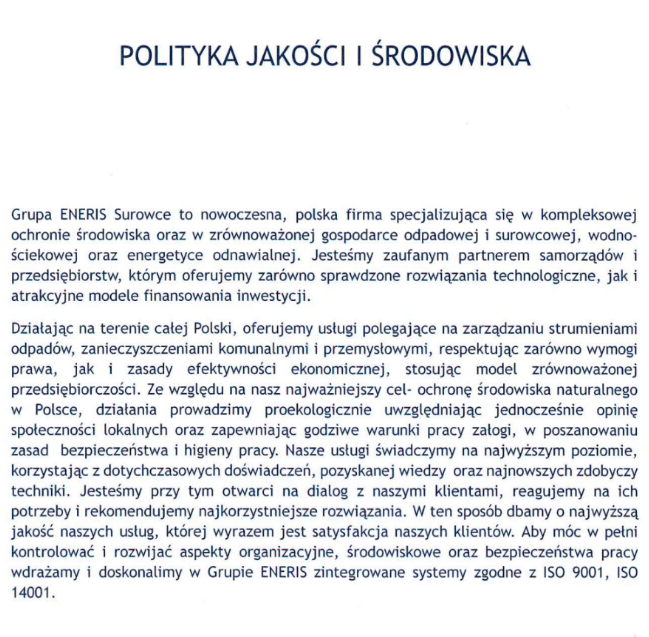 POLITYKA JAKOŚCI I ŚRODOWISKA
Grupa ENERIS Surowce to nowoczesna, polska firma specjalizująca się w kompleksowej
ochronie środowiska oraz w zrównoważonej gospodarce odpadowej i surowcowej, wodno-
ściekowej oraz energetyce odnawialnej. Jesteśmy zaufanym partnerem samorządów i
przedsiębiorstw, którym oferujemy zarówno sprawdzone rozwiązania technologiczne, jak i
atrakcyjne modele finansowania inwestycji.
Działając na terenie całej Polski, oferujemy usługi polegające na zarządzaniu strumieniami
odpadów, zanieczyszczeniami komunalnymi i przemysłowymi, respektując zarówno wymogi
prawa, jak i zasady efektywności ekonomicznej, stosując model zrównoważonej
przedsiębiorczości. Ze względu na nasz najważniejszy cel- ochronę środowiska naturalnego
w Polsce, działania prowadzimy proekologicznie uwzględniając jednocześnie opinię
społeczności lokalnych oraz zapewniając godziwe warunki pracy załogi, w poszanowaniu
zasad bezpieczeństwa i higieny pracy. Nasze usługi świadczymy na najwyższym poziomie,
korzystając z dotychczasowych doświadczeń, pozyskanej wiedzy oraz najnowszych zdobyczy
techniki. Jesteśmy przy tym otwarci na dialog z naszymi klientami, reagujemy na ich
potrzeby i rekomendujemy najkorzystniejsze rozwiązania. W ten sposób dbamy o najwyższą
jakość naszych usług, której wyrazem jest satysfakcja naszych klientów. Aby móc w pełni
kontrolować i rozwijać aspekty organizacyjne, środowiskowe oraz bezpieczeństwa pracy
wdrażamy i doskonalimy w Grupie ENERIS zintegrowane systemy zgodne z ISO 9001, ISO
14001.